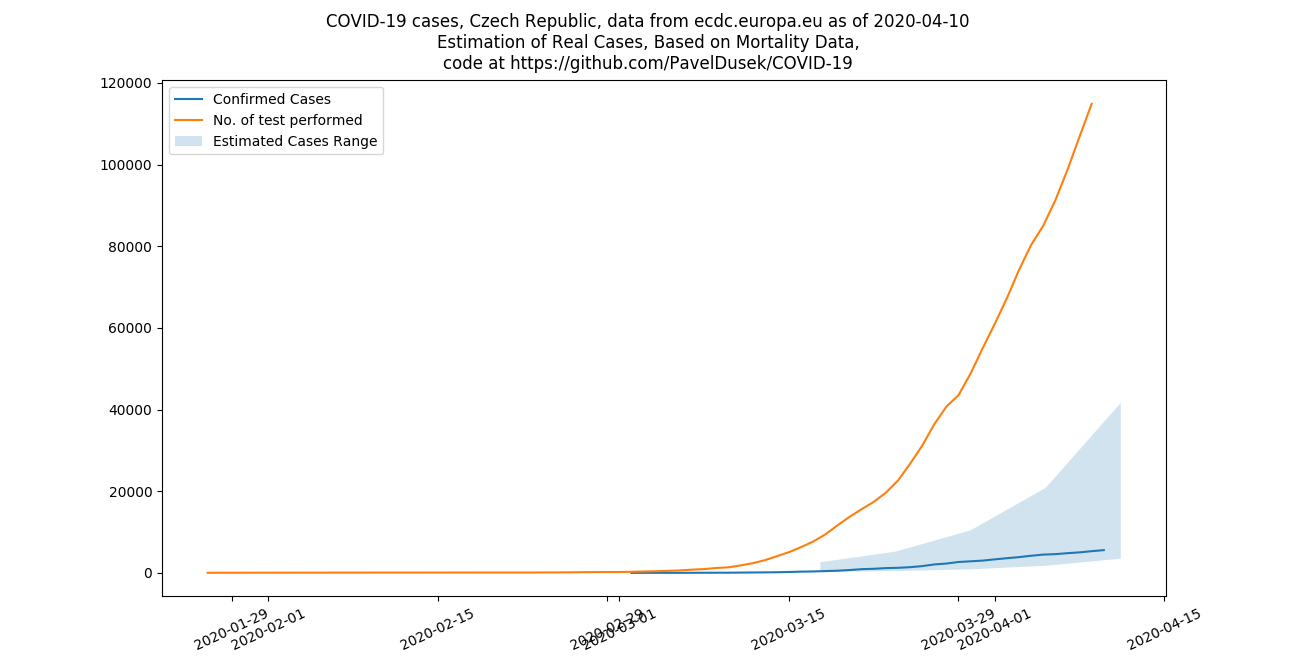 COVID-19 cases, Czech Republic, data from ecdc.europa.eu as of 2020-04-10
Estimation of Real Cases, Based on Mortality Data,
code at https://github.com/PavelDusek/COVID-19
Confirmed Cases
No. of test performed
Estimated Cases Range
120000
100000
80000
60000
40000
20000
0
2020-01-29
2020-02-01
2020-02-15
2020-02-29
2020-03-01
2020-03-15
2020-03-29
2020-04-01
2020-04-15